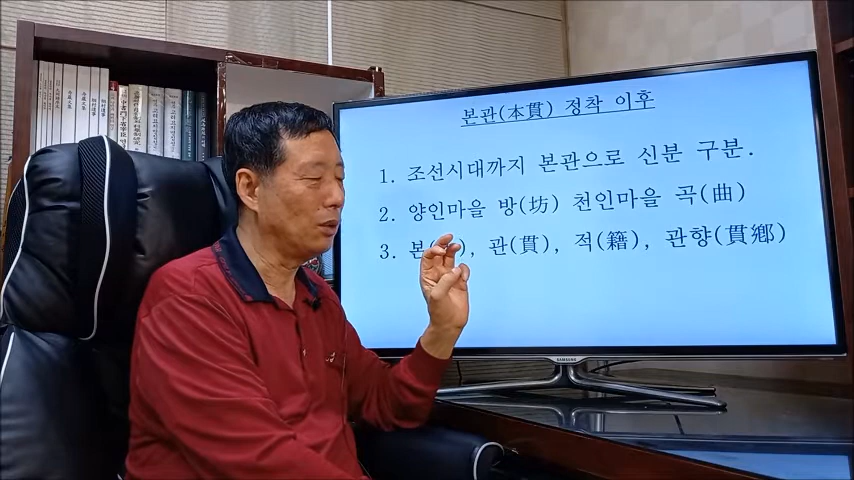 본관(本貫) 정착 이후
1. 조선시대까지 본관으로 신분 구분.
2. 양인마을 방(坊) 천인마을 곡(曲)
3. 본( ), 관(貫), 적(籍), 관향(貫鄕)
SAMSUNG